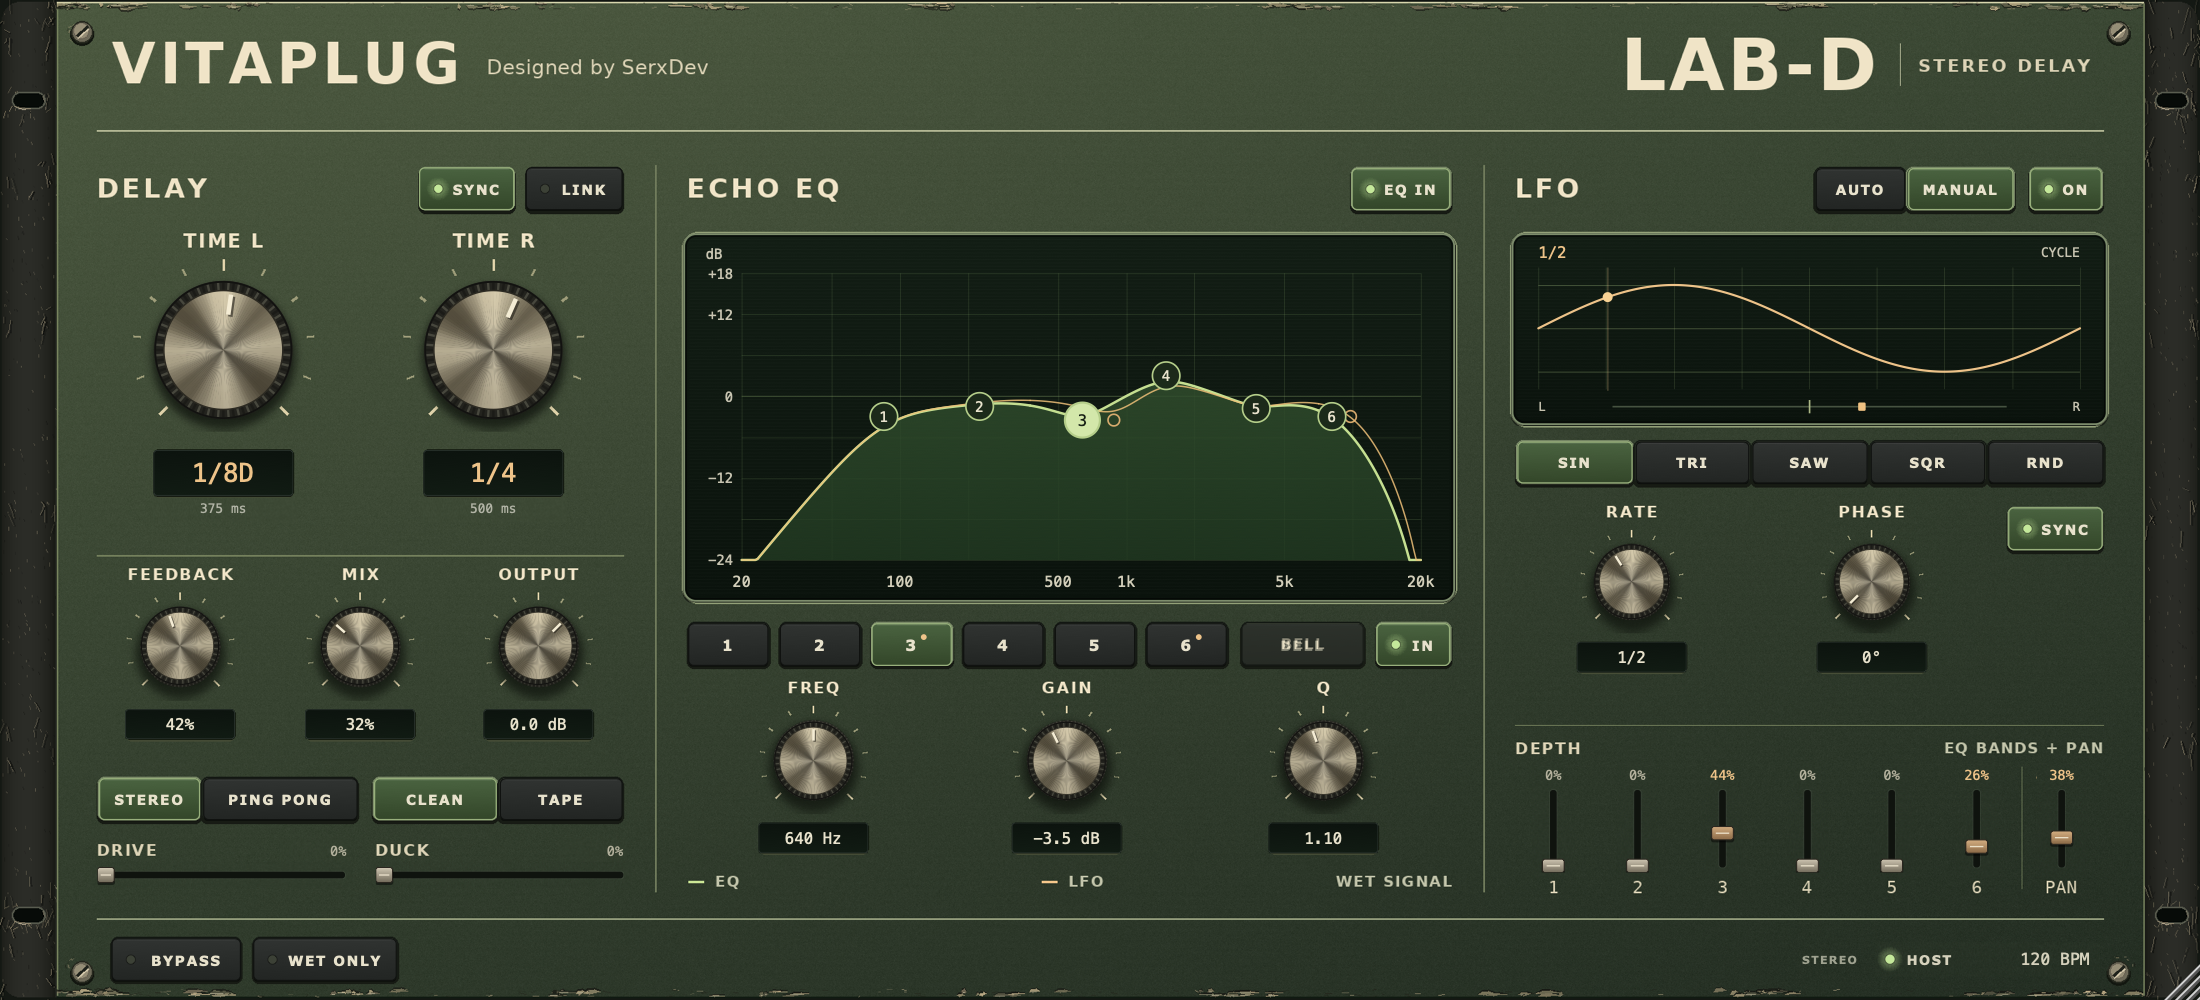 VITAPLUG Designed by SerxDev
LAB-D STEREO DELAY
DELAY
SYNC LINK
TIME L TIME R
1/8D 1/4
375 ms 500 ms
FEEDBACK MIX OUTPUT
42% 32% 0.0 dB
STEREO PING PONG CLEAN TAPE
DRIVE 0% DUCK 0%
ECHO EQ
EQ IN
dB
+18
+12
0
−12
−24
1 2 3 4 5 6
20 100 500 1k 5k 20k
1 2 3 4 5 6 BELL IN
FREQ GAIN Q
640 Hz −3.5 dB 1.10
EQ LFO WET SIGNAL
LFO
AUTO MANUAL ON
1/2 CYCLE
L R
SIN TRI SAW SQR RND
RATE PHASE SYNC
1/2 0°
DEPTH EQ BANDS + PAN
0% 0% 44% 0% 0% 26% 38%
1 2 3 4 5 6 PAN
BYPASS WET ONLY
STEREO HOST 120 BPM